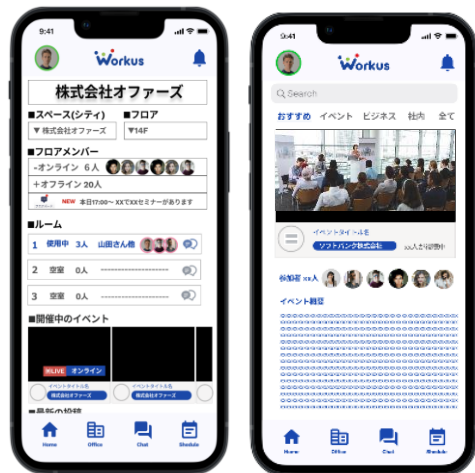 9:41
Workus
株式会社オファーズ
■スペース(シティ) ■フロア
▼ 株式会社オファーズ ▼14F
■フロアメンバー
-オンライン 6人
+オフライン 20人
NEW 本日17:00〜 XXでXXセミナーがあります
■ルーム
1 使用中 3人 山田さん他
2 空室 0人 --------------------
3 空室 0人 --------------------
■開催中のイベント
LIVE オンライン
イベントタイトル名 イベントタイトル名
株式会社オファーズ 株式会社オファーズ
■最新の投稿
Home Office Chat Shedule
9:41
Workus
Search
おすすめ イベント ビジネス 社内 全て
イベントタイトル名
ソフトバンク株式会社
参加者 xx人
イベント概要
Home Office Chat Shedule